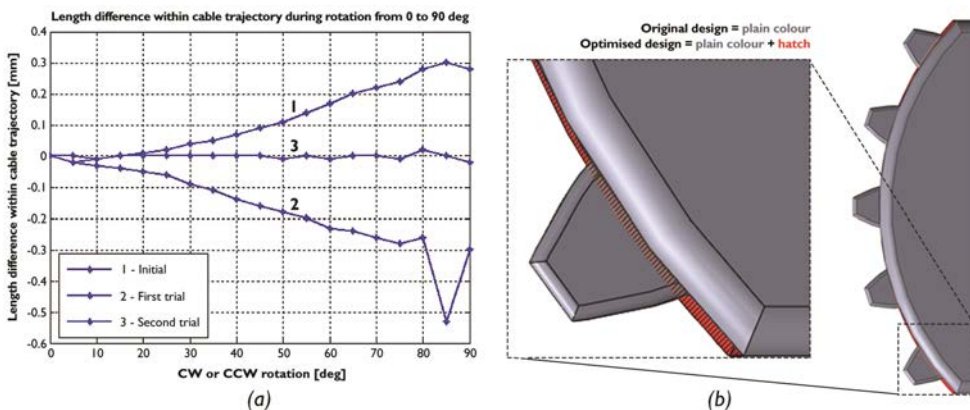 Length difference within cable trajectory during rotation from 0 to 90 deg
Length difference within cable trajectory [mm]
0.4
0.3
0.2
0.1
0
-0.1
-0.2
-0.3
-0.4
-0.5
-0.6
1
3
2
1 - Initial
2 - First trial
3 - Second trial
0 10 20 30 40 50 60 70 80 90
CW or CCW rotation [deg]
(a)
Original design = plain colour
Optimised design = plain colour + hatch
(b)